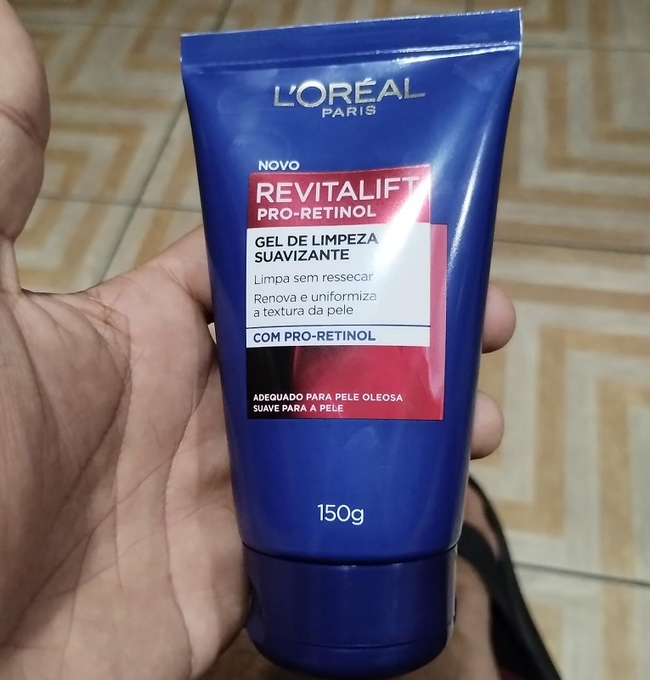 L'ORÉAL
PARIS
NOVO
REVITALIFT
PRO-RETINOL
GEL DE LIMPEZA
SUAVIZANTE
Limpa sem ressecar
Renova e uniformiza
a textura da pele
COM PRO-RETINOL
ADEQUADO PARA PELE OLEOSA
SUAVE PARA A PELE
150g